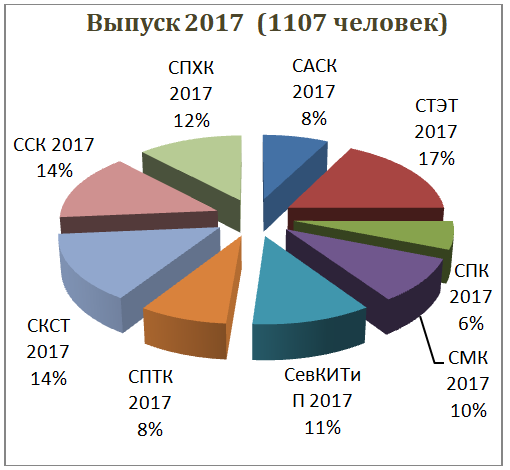 Выпуск 2017 (1107 человек)
САСК
2017
8%
СТЭТ
2017
17%
СПК
2017
6%
СМК
2017
10%
СевКИТи
П 2017
11%
СПТК
2017
8%
СКСТ
2017
14%
ССК 2017
14%
СПХК
2017
12%